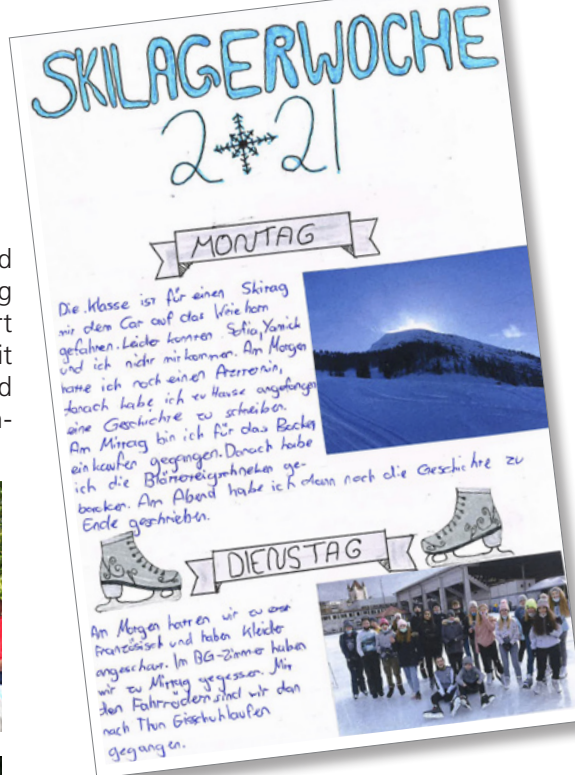 SKILAGERWOCHE
2021
MONTAG
Die Klasse ist für einen Skitag
mit dem Car auf das Wierihorn
gefahren. Leider konnten Sofia, Yanick
und ich nicht mitkommen. Am Morgen
hatte ich noch einen Arzttermin,
danach habe ich zu Hause angefangen
eine Geschichte zu schreiben.
Am Mittag bin ich für das Backen
einkaufen gegangen. Danach habe
ich die Blätterteigschneken ge-
backen. Am Abend habe ich dann noch die Geschichte zu
Ende geschrieben.
DIENSTAG
Am Morgen hatten wir zu erst
Französisch und haben Kleider
angeschaut. Im BG-Zimmer haben
wir zu Mittag gegessen. Mit
den Fahrrädern sind wir dan
nach Thun Eisschuhlaufen
gegangen.
d
g
rt
it
d
-